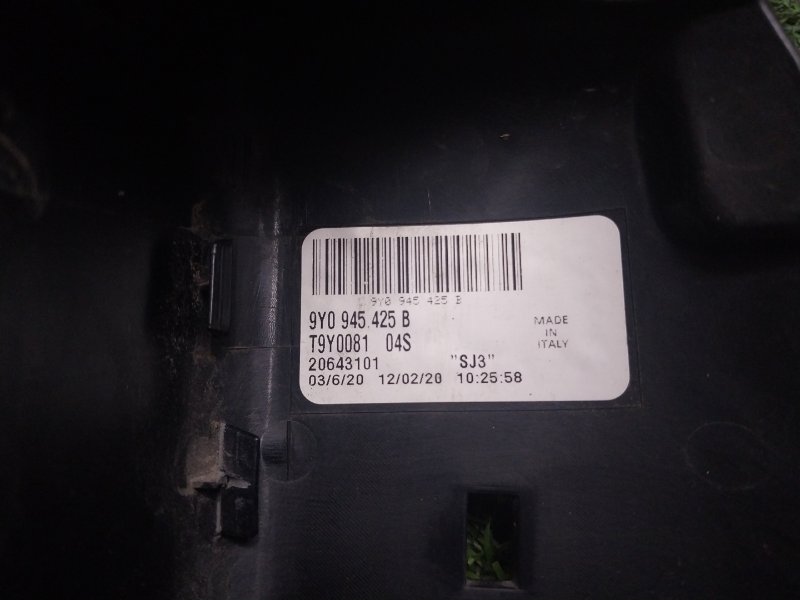 9Y0 945 425 B
9Y0 945.425 B
T9Y0081 04S
20643101 "SJ3"
03/6/20 12/02/20 10:25:58
MADE
IN
ITALY